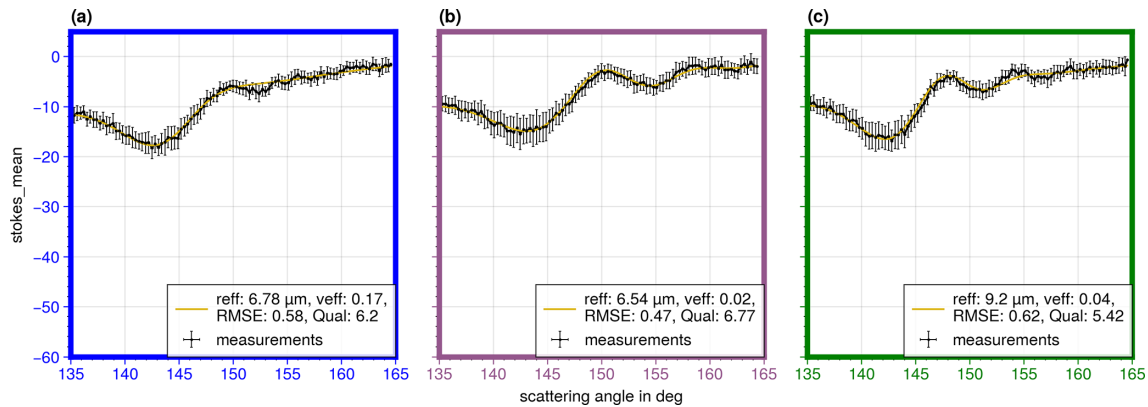 (a)
(b)
(c)
0
−10
−20
−30
−40
−50
−60
stokes_mean
reff: 6.78 μm, veff: 0.17,
RMSE: 0.58, Qual: 6.2
measurements
reff: 6.54 μm, veff: 0.02,
RMSE: 0.47, Qual: 6.77
measurements
reff: 9.2 μm, veff: 0.04,
RMSE: 0.62, Qual: 5.42
measurements
135 140 145 150 155 160 165
135 140 145 150 155 160 165
135 140 145 150 155 160 165
scattering angle in deg